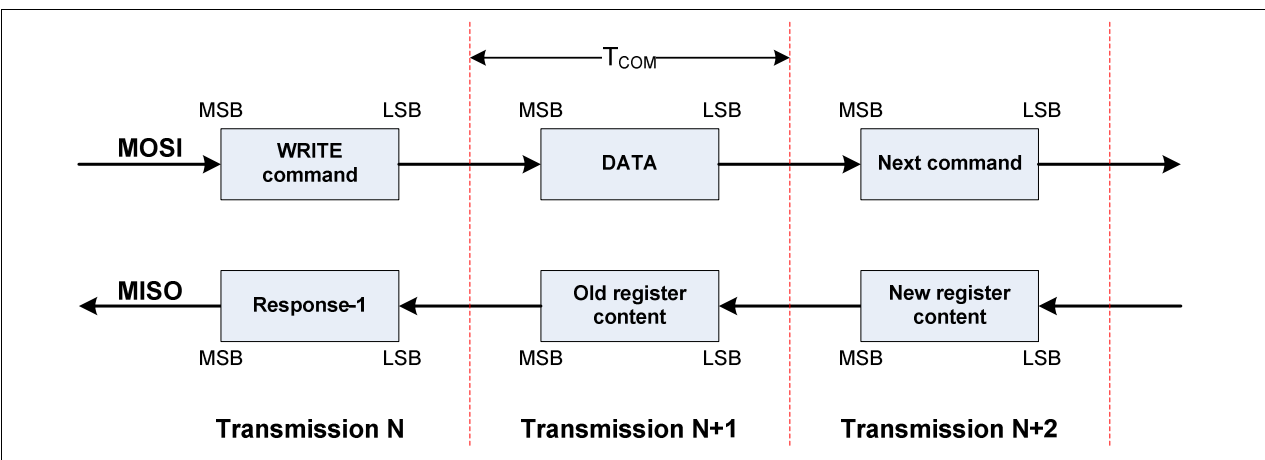 T_COM
MSB LSB MSB LSB MSB LSB
MOSI WRITE command DATA Next command
MISO Response-1 Old register content New register content
MSB LSB MSB LSB MSB LSB
Transmission N Transmission N+1 Transmission N+2